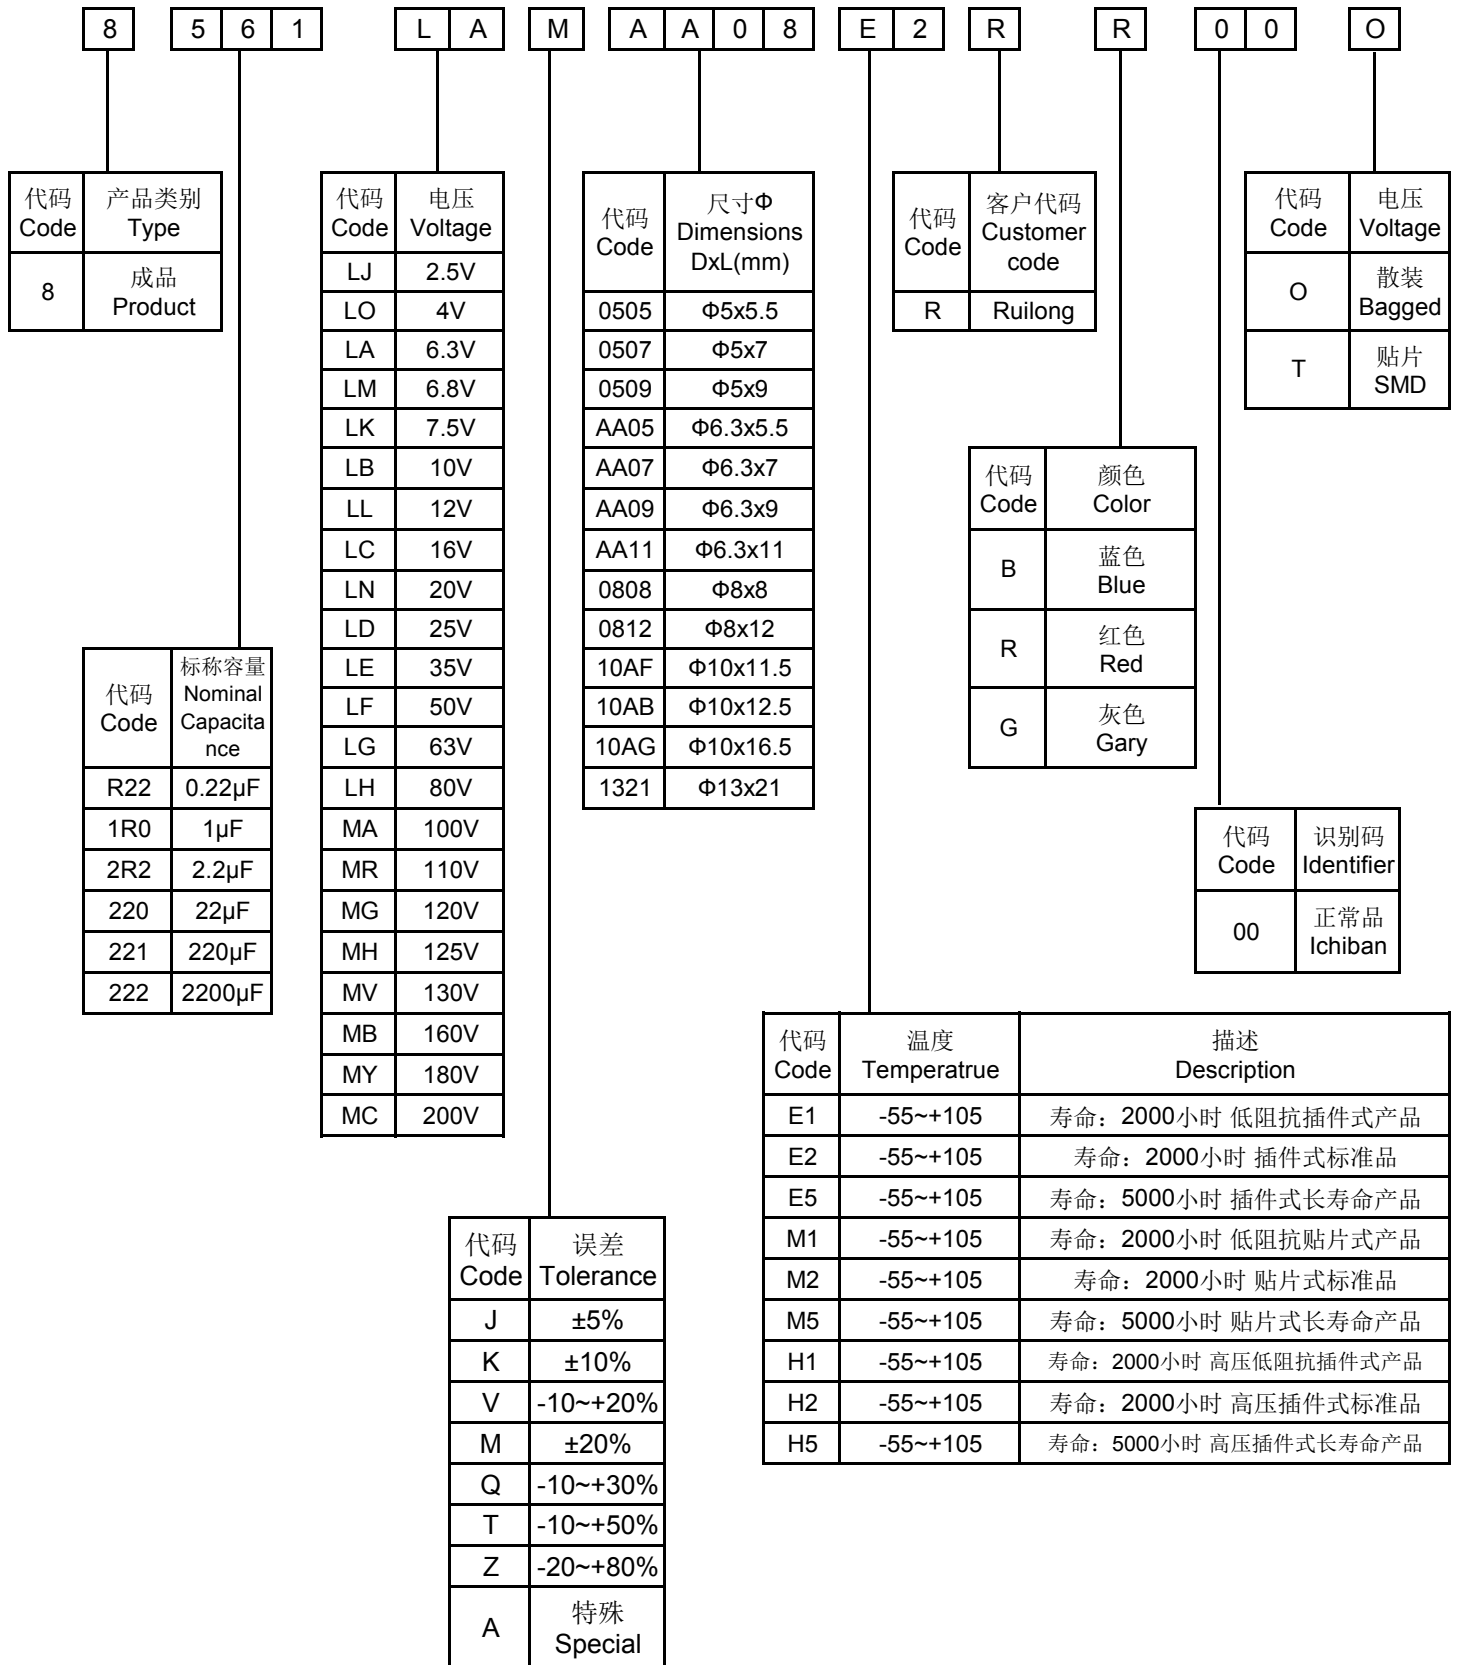 8 5 6 1 L A M A A 0 8 E 2 R R 0 0 O
代码 产品类别
Code Type
8 成品
Product
代码 标称容量
Code Nominal
Capacita
nce
R22 0.22μF
1R0 1μF
2R2 2.2μF
220 22μF
221 220μF
222 2200μF
代码 电压
Code Voltage
LJ 2.5V
LO 4V
LA 6.3V
LM 6.8V
LK 7.5V
LB 10V
LL 12V
LC 16V
LN 20V
LD 25V
LE 35V
LF 50V
LG 63V
LH 80V
MA 100V
MR 110V
MG 120V
MH 125V
MV 130V
MB 160V
MY 180V
MC 200V
代码 误差
Code Tolerance
J ±5%
K ±10%
V -10~+20%
M ±20%
Q -10~+30%
T -10~+50%
Z -20~+80%
A 特殊
Special
代码 尺寸Φ
Code Dimensions
DxL(mm)
0505 Φ5x5.5
0507 Φ5x7
0509 Φ5x9
AA05 Φ6.3x5.5
AA07 Φ6.3x7
AA09 Φ6.3x9
AA11 Φ6.3x11
0808 Φ8x8
0812 Φ8x12
10AF Φ10x11.5
10AB Φ10x12.5
10AG Φ10x16.5
1321 Φ13x21
代码 温度 描述
Code Temperatrue Description
E1 -55~+105 寿命：2000小时 低阻抗插件式产品
E2 -55~+105 寿命：2000小时 插件式标准品
E5 -55~+105 寿命：5000小时 插件式长寿命产品
M1 -55~+105 寿命：2000小时 低阻抗贴片式产品
M2 -55~+105 寿命：2000小时 贴片式标准品
M5 -55~+105 寿命：5000小时 贴片式长寿命产品
H1 -55~+105 寿命：2000小时 高压低阻抗插件式产品
H2 -55~+105 寿命：2000小时 高压插件式标准品
H5 -55~+105 寿命：5000小时 高压插件式长寿命产品
代码 客户代码
Code Customer
code
R Ruilong
代码 颜色
Code Color
B 蓝色
Blue
R 红色
Red
G 灰色
Gary
代码 识别码
Code Identifier
00 正常品
Ichiban
代码 电压
Code Voltage
O 散装
Bagged
T 贴片
SMD